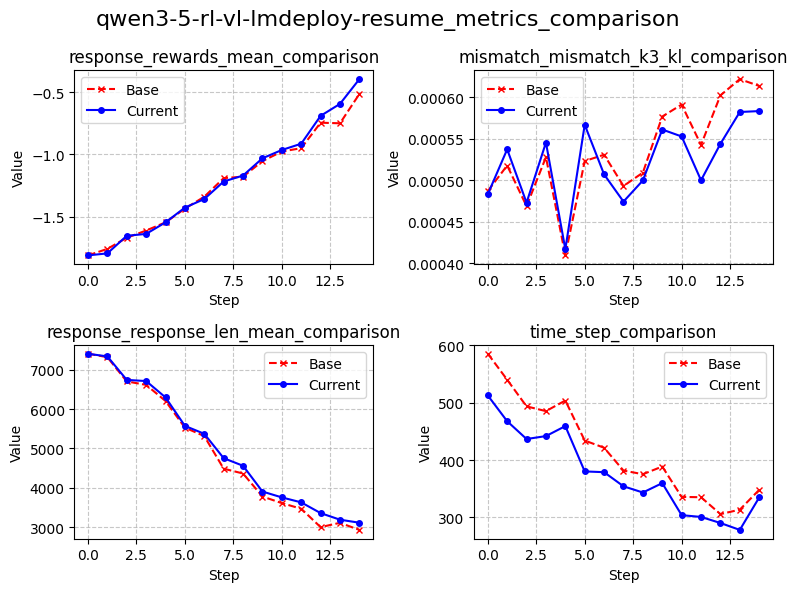 qwen3-5-rl-vl-lmdeploy-resume_metrics_comparison
response_rewards_mean_comparison
Base
Current
Value
−0.5
−1.0
−1.5
0.0 2.5 5.0 7.5 10.0 12.5
Step
mismatch_mismatch_k3_kl_comparison
Base
Current
Value
0.00060
0.00055
0.00050
0.00045
0.00040
0.0 2.5 5.0 7.5 10.0 12.5
Step
response_response_len_mean_comparison
Base
Current
Value
7000
6000
5000
4000
3000
0.0 2.5 5.0 7.5 10.0 12.5
Step
time_step_comparison
Base
Current
Value
600
500
400
300
0.0 2.5 5.0 7.5 10.0 12.5
Step